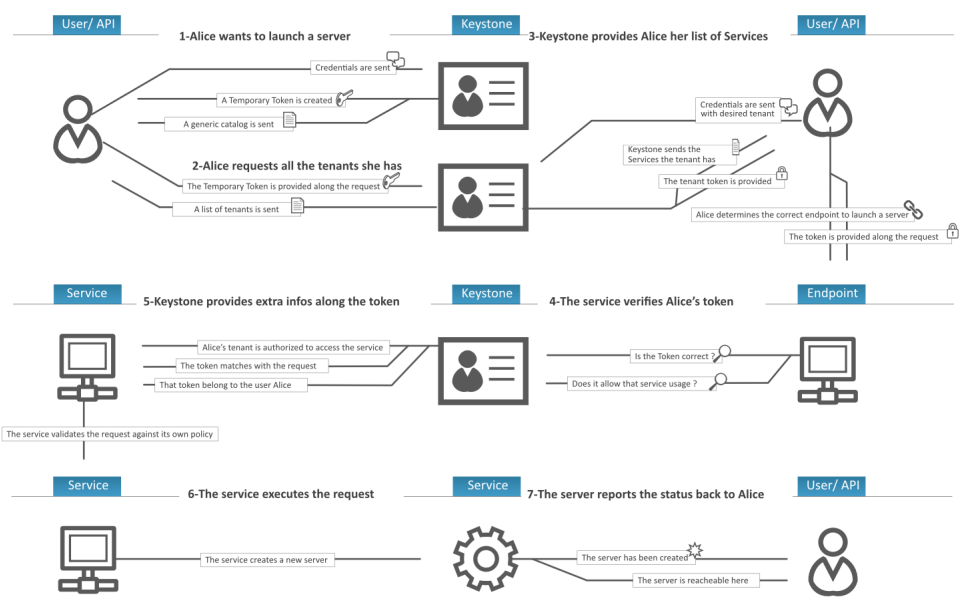 User/ API
Keystone
User/ API
1-Alice wants to launch a server
3-Keystone provides Alice her list of Services
Credentials are sent
A Temporary Token is created
A generic catalog is sent
2-Alice requests all the tenants she has
The Temporary Token is provided along the request
A list of tenants is sent
Credentials are sent
with desired tenant
Keystone sends the
Services the tenant has
The tenant token is provided
Alice determines the correct endpoint to launch a server
The token is provided along the request
Service
Keystone
Endpoint
5-Keystone provides extra infos along the token
4-The service verifies Alice's token
Alice's tenant is authorized to access the service
The token matches with the request
That token belong to the user Alice
Is the Token correct ?
Does it allow that service usage ?
The service validates the request against its own policy
Service
Service
User/ API
6-The service executes the request
7-The server reports the status back to Alice
The service creates a new server
The server has been created
The server is reacheable here